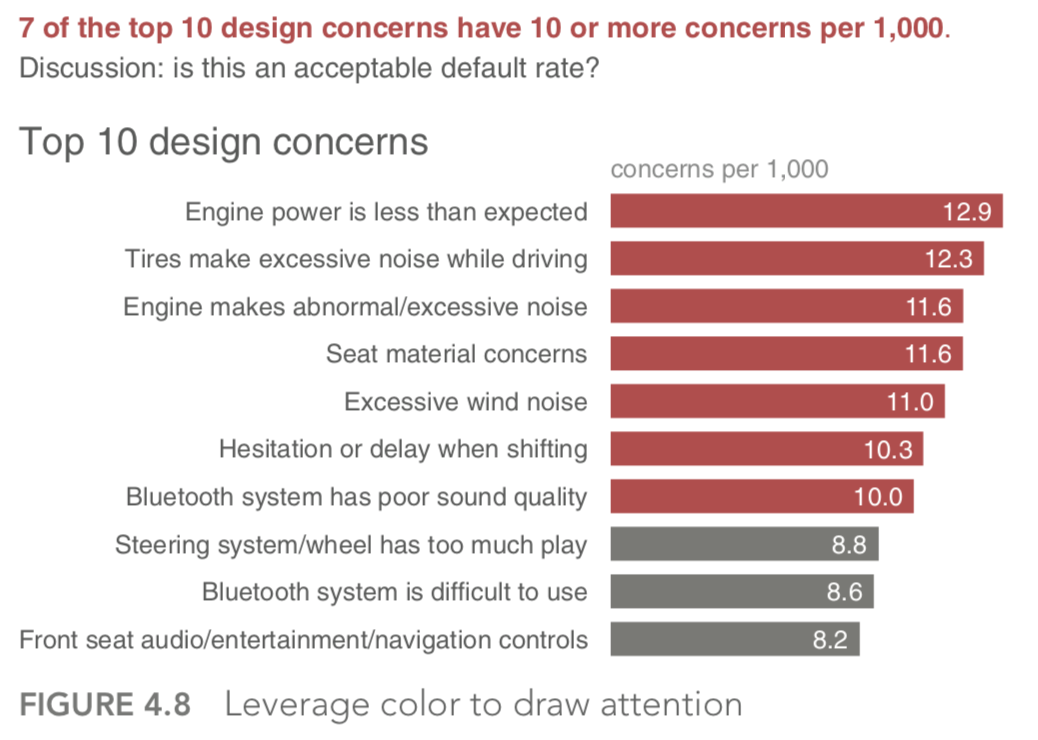 7 of the top 10 design concerns have 10 or more concerns per 1,000.
Discussion: is this an acceptable default rate?
Top 10 design concerns
concerns per 1,000
Engine power is less than expected 12.9
Tires make excessive noise while driving 12.3
Engine makes abnormal/excessive noise 11.6
Seat material concerns 11.6
Excessive wind noise 11.0
Hesitation or delay when shifting 10.3
Bluetooth system has poor sound quality 10.0
Steering system/wheel has too much play 8.8
Bluetooth system is difficult to use 8.6
Front seat audio/entertainment/navigation controls 8.2
FIGURE 4.8 Leverage color to draw attention